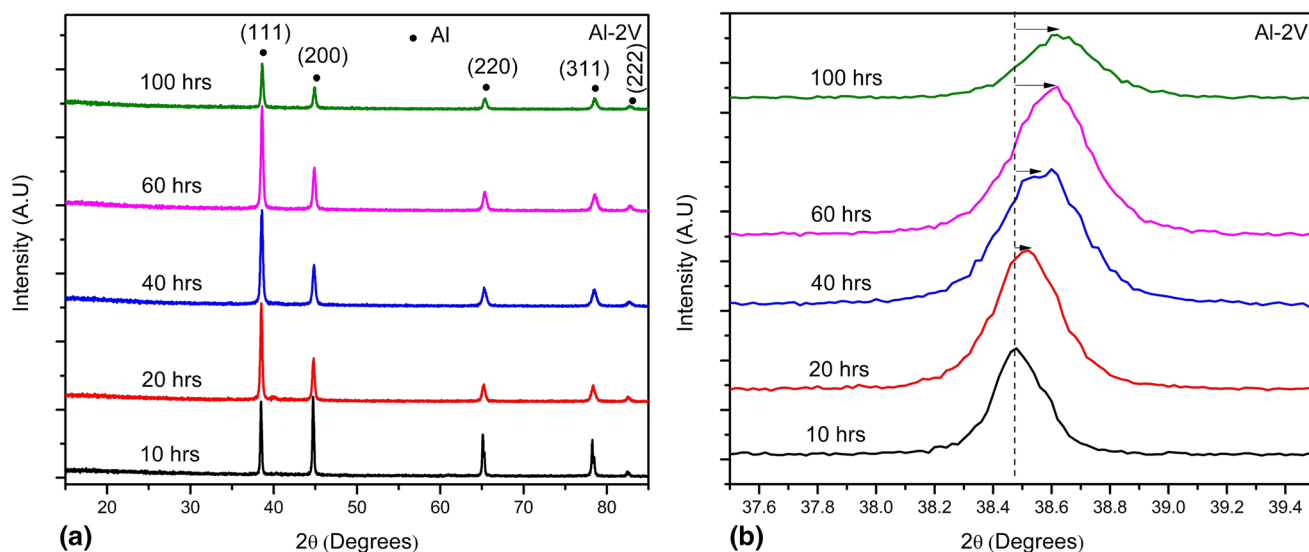 (111)
(200)
(220)
(311)
(222)
• Al
Al-2V
100 hrs
60 hrs
40 hrs
20 hrs
10 hrs
Intensity (A.U)
20 30 40 50 60 70 80
2θ (Degrees)
(a)
Al-2V
100 hrs
60 hrs
40 hrs
20 hrs
10 hrs
Intensity (A.U)
37.6 37.8 38.0 38.2 38.4 38.6 38.8 39.0 39.2 39.4
2θ (Degrees)
(b)